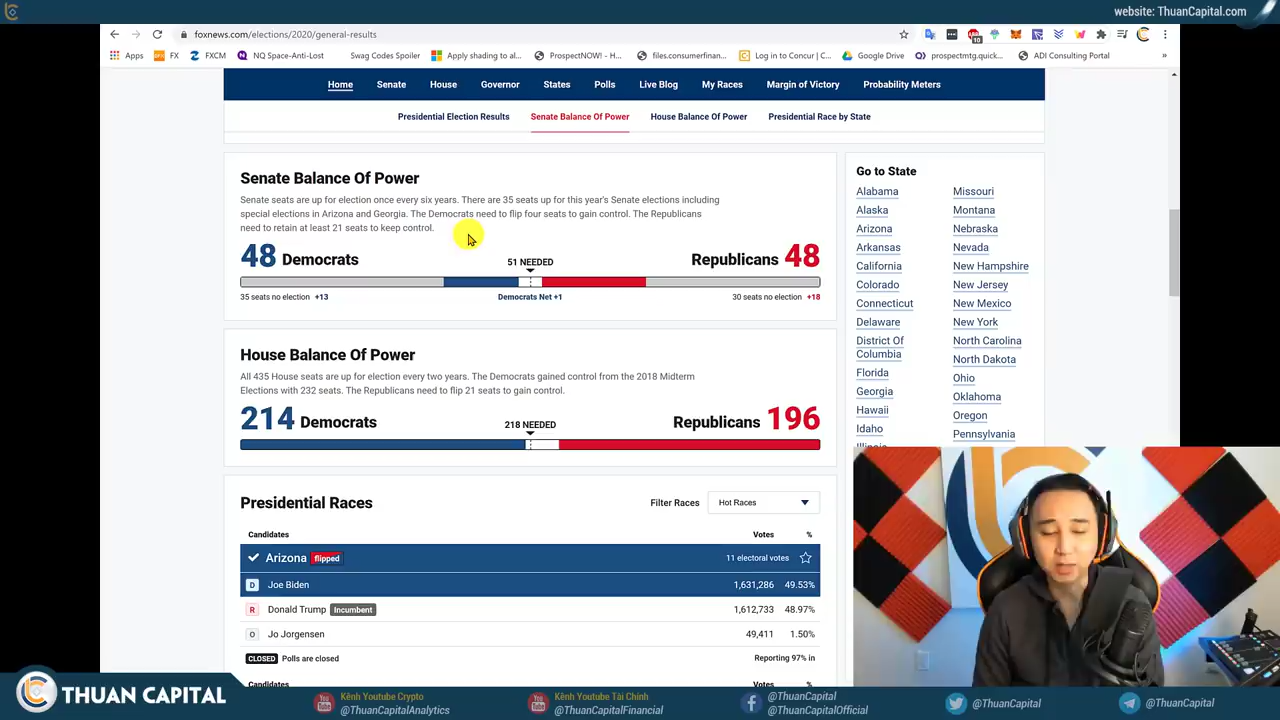 website: ThuanCapital.com
foxnews.com/elections/2020/general-results
10
Apps
FX
FXCM
NQ Space-Anti-Lost
Swag Codes Spoiler
Apply shading to al...
ProspectNOW! - H...
files.consumerfinan...
Log in to Concur | C...
Google Drive
prospectmtg.quick...
ADI Consulting Portal
»
Home
Senate
House
Governor
States
Polls
Live Blog
My Races
Margin of Victory
Probability Meters
Presidential Election Results
Senate Balance Of Power
House Balance Of Power
Presidential Race by State
Senate Balance Of Power
Senate seats are up for election once every six years. There are 35 seats up for this year's Senate elections including
special elections in Arizona and Georgia. The Democrats need to flip four seats to gain control. The Republicans
need to retain at least 21 seats to keep control.
48 Democrats
51 NEEDED
Republicans 48
35 seats no election +13
Democrats Net +1
30 seats no election +18
House Balance Of Power
All 435 House seats are up for election every two years. The Democrats gained control from the 2018 Midterm
Elections with 232 seats. The Republicans need to flip 21 seats to gain control.
214 Democrats
218 NEEDED
Republicans 196
Presidential Races
Filter Races
Hot Races
Candidates
Votes
%
Arizona flipped
11 electoral votes
D Joe Biden 1,631,286 49.53%
R Donald Trump Incumbent 1,612,733 48.97%
O Jo Jorgensen 49,411 1.50%
CLOSED Polls are closed
Reporting 97% in
Candidates
Votes
%
Go to State
Alabama
Alaska
Arizona
Arkansas
California
Colorado
Connecticut
Delaware
District Of
Columbia
Florida
Georgia
Hawaii
Idaho
Illinois
Missouri
Montana
Nebraska
Nevada
New Hampshire
New Jersey
New Mexico
New York
North Carolina
North Dakota
Ohio
Oklahoma
Oregon
Pennsylvania
THUAN CAPITAL
Kênh Youtube Crypto
@ThuanCapitalAnalytics
Kênh Youtube Tài Chính
@ThuanCapitalFinancial
@ThuanCapital
@ThuanCapitalOfficial
@ThuanCapital
@ThuanCapital